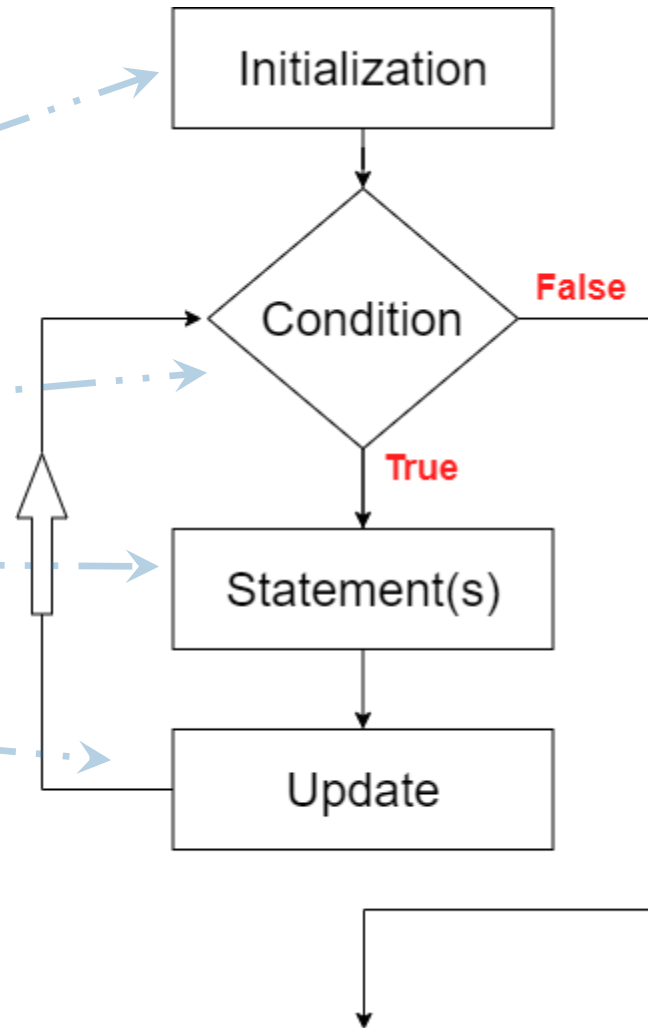 Initialization
False
Condition
True
Statement(s)
Update